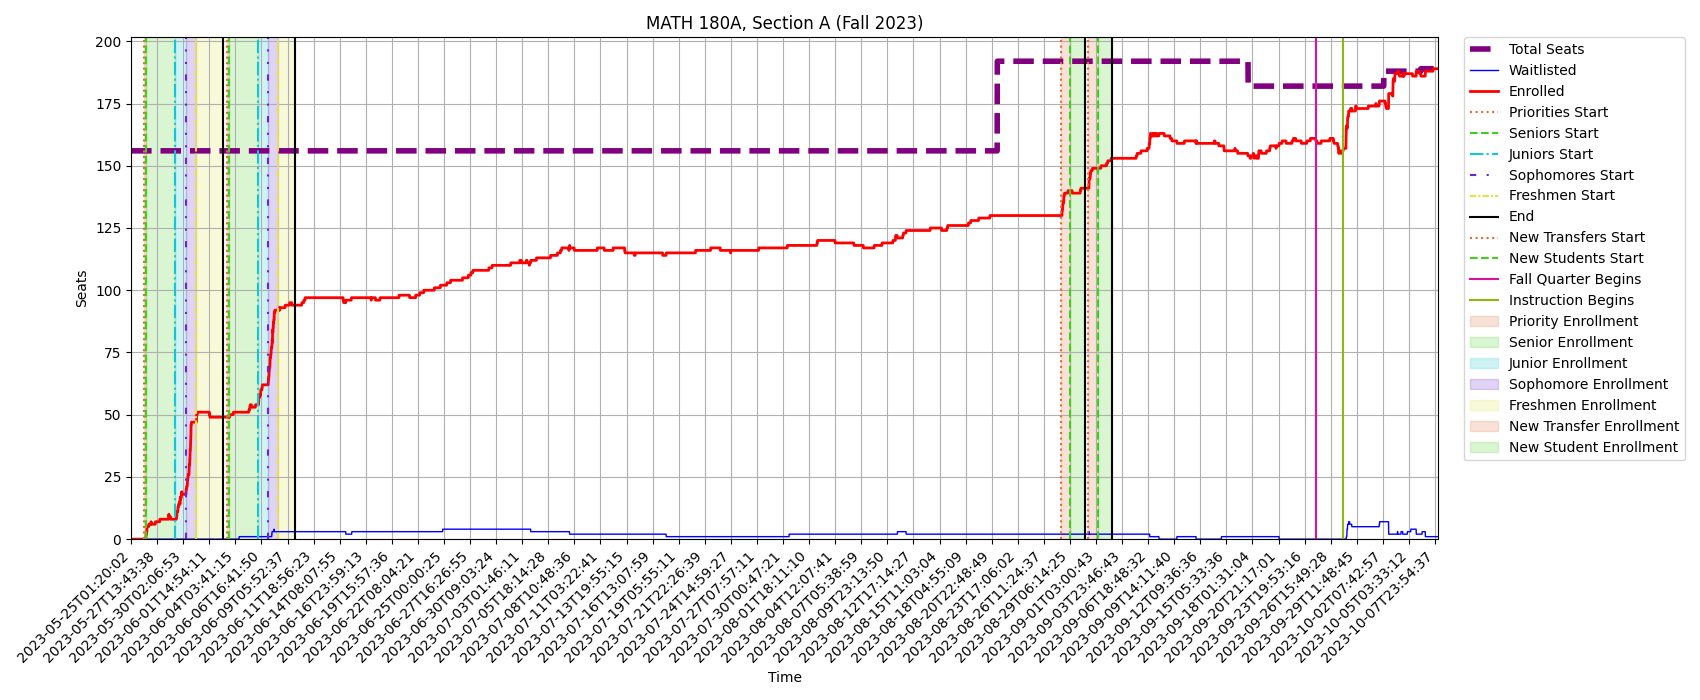 MATH 180A, Section A (Fall 2023)
Seats
200
175
150
125
100
75
50
25
0
2023-05-25T01:20:02
2023-05-27T13:43:38
2023-05-30T02:06:53
2023-06-01T14:54:11
2023-06-04T03:41:15
2023-06-06T16:41:50
2023-06-09T05:52:37
2023-06-11T18:56:23
2023-06-14T08:07:55
2023-06-16T23:59:13
2023-06-19T15:57:36
2023-06-22T08:04:21
2023-06-25T00:00:25
2023-06-27T16:26:55
2023-06-30T09:03:24
2023-07-03T01:46:11
2023-07-05T18:14:28
2023-07-08T10:48:36
2023-07-11T03:22:41
2023-07-13T19:55:15
2023-07-16T13:07:59
2023-07-19T05:55:11
2023-07-21T22:26:39
2023-07-24T14:59:27
2023-07-27T07:57:11
2023-07-30T00:47:21
2023-08-01T18:11:10
2023-08-04T12:07:41
2023-08-07T05:38:59
2023-08-09T23:13:50
2023-08-12T17:14:27
2023-08-15T11:03:04
2023-08-18T04:55:09
2023-08-20T22:48:49
2023-08-23T17:06:02
2023-08-26T11:24:37
2023-08-29T06:14:25
2023-09-01T03:00:43
2023-09-03T23:46:43
2023-09-06T18:48:32
2023-09-09T14:11:40
2023-09-12T09:36:36
2023-09-15T05:33:36
2023-09-18T01:31:04
2023-09-20T21:17:01
2023-09-23T19:53:16
2023-09-26T15:49:28
2023-09-29T11:48:45
2023-10-02T07:42:57
2023-10-05T03:33:12
2023-10-07T23:54:37
Time
Total Seats
Waitlisted
Enrolled
Priorities Start
Seniors Start
Juniors Start
Sophomores Start
Freshmen Start
End
New Transfers Start
New Students Start
Fall Quarter Begins
Instruction Begins
Priority Enrollment
Senior Enrollment
Junior Enrollment
Sophomore Enrollment
Freshmen Enrollment
New Transfer Enrollment
New Student Enrollment